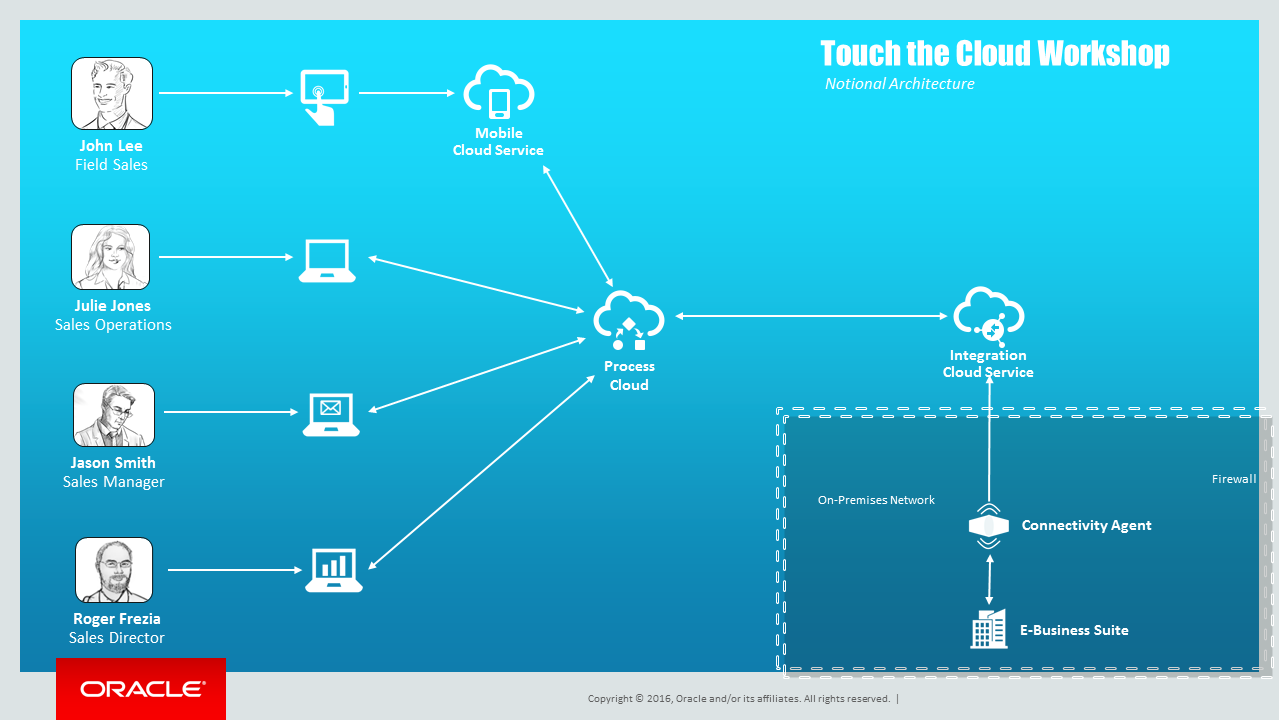 Touch the Cloud Workshop
Notional Architecture
John Lee
Field Sales
Mobile
Cloud Service
Julie Jones
Sales Operations
Process
Cloud
Integration
Cloud Service
Jason Smith
Sales Manager
Firewall
On-Premises Network
Connectivity Agent
Roger Frezia
Sales Director
E-Business Suite
ORACLE®
Copyright © 2016, Oracle and/or its affiliates. All rights reserved. |